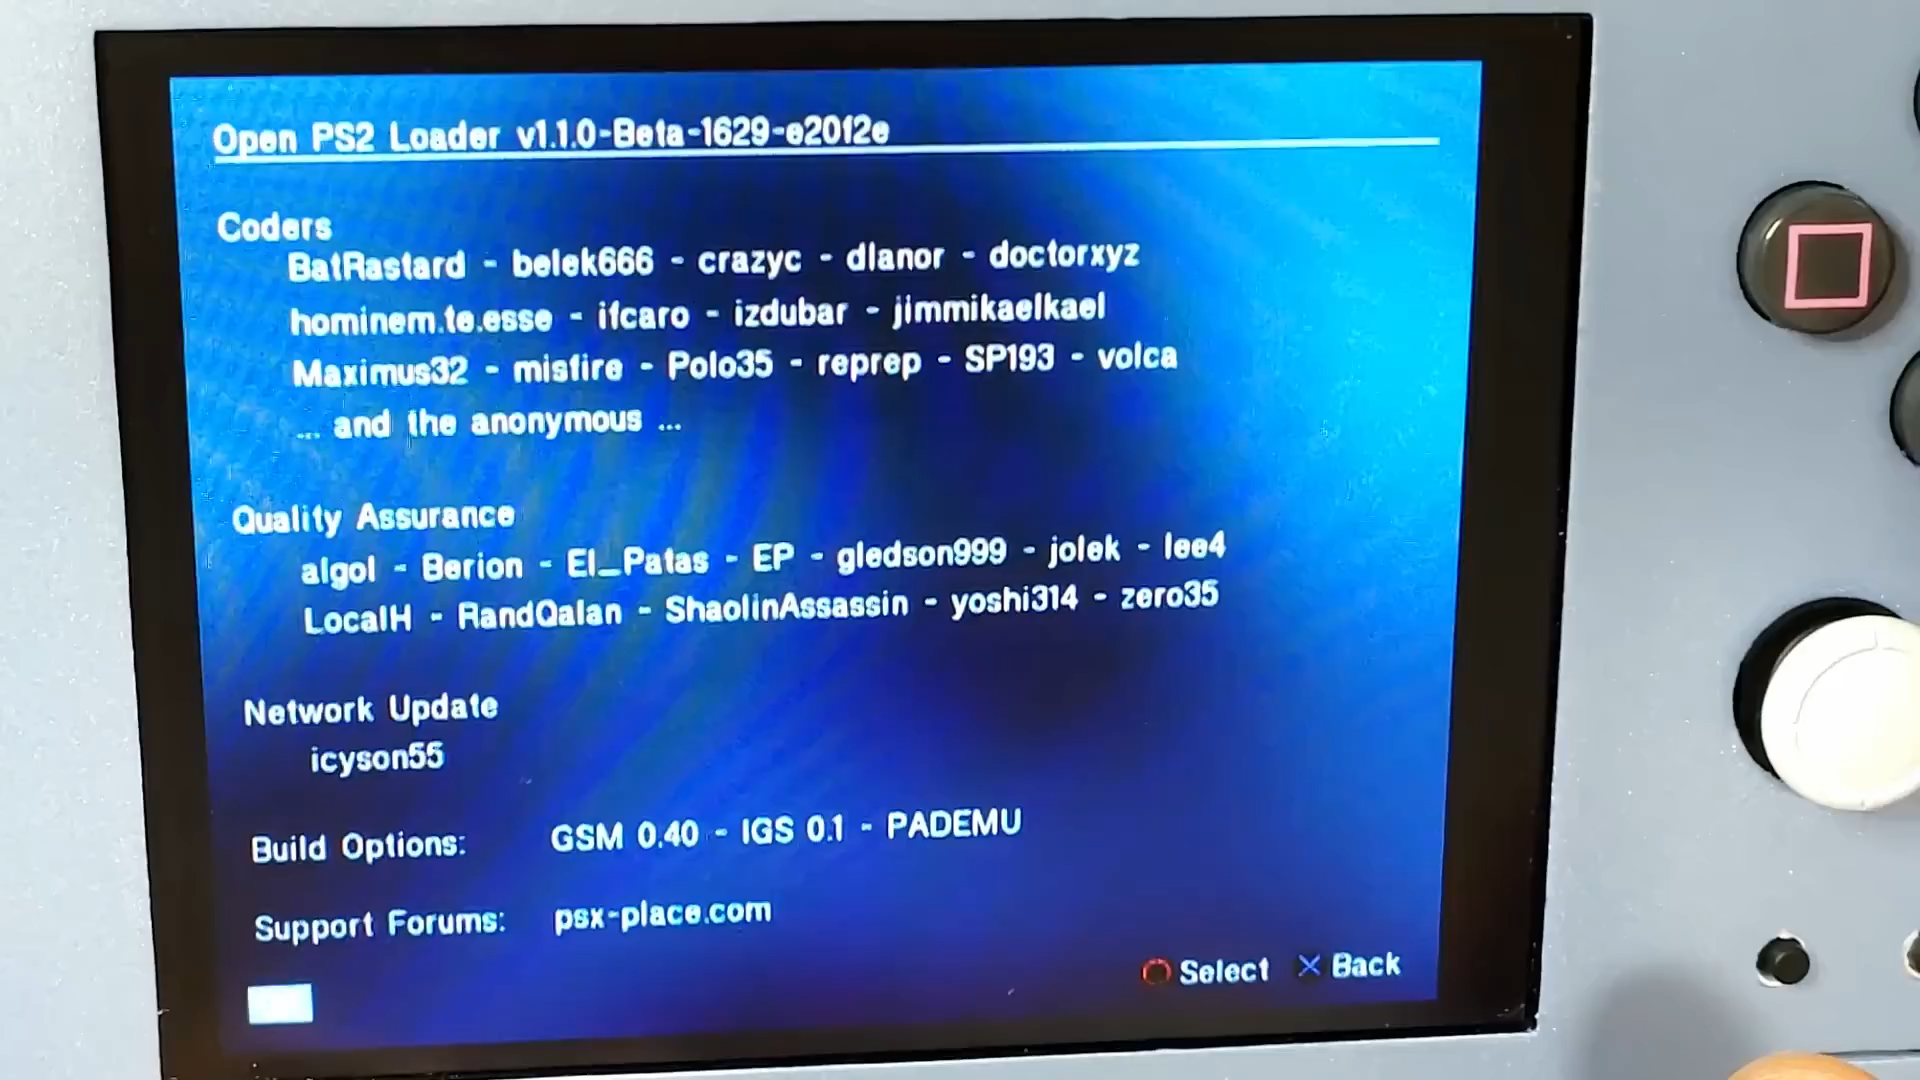 Open PS2 Loader v1.1.0-Beta-1629-e20f2e
Coders
BatRastard - belek666 - crazyc - dlanor - doctorxyz
hominem.te.esse - ifcaro - izdubar - jimmikaelkael
Maximus32 - misfire - Polo35 - reprep - SP193 - volca
... and the anonymous ...
Quality Assurance
algol - Berion - El_Patas - EP - gledson999 - jolek - lee4
LocalH - RandQalan - ShaolinAssassin - yoshi314 - zero35
Network Update
icyson55
Build Options: GSM 0.40 - IGS 0.1 - PADEMU
Support Forums: psx-place.com
Select Back